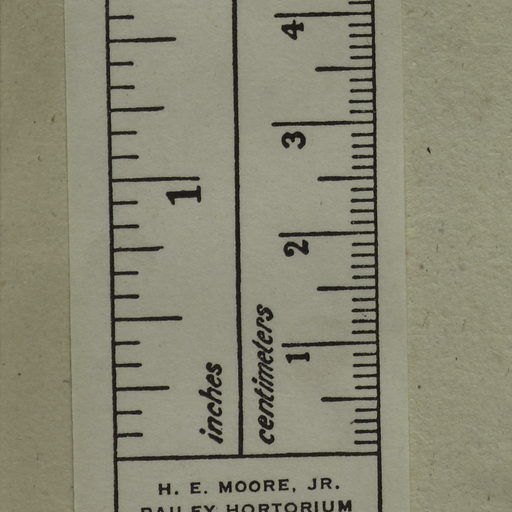 4
3
1
2
1
inches
centimeters
H. E. MOORE, JR.
BAILEY HORTORIUM